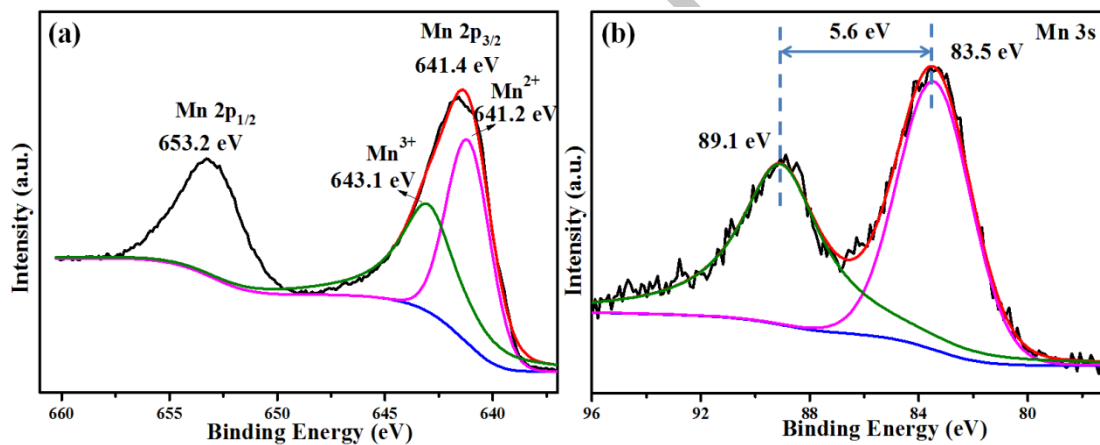 (a)
Mn 2p3/2
641.4 eV
Mn2+
641.2 eV
Mn 2p1/2
653.2 eV
Mn3+
643.1 eV
Intensity (a.u.)
660 655 650 645 640
Binding Energy (eV)
(b)
5.6 eV
Mn 3s
83.5 eV
89.1 eV
Intensity (a.u.)
96 92 88 84 80
Binding Energy (eV)